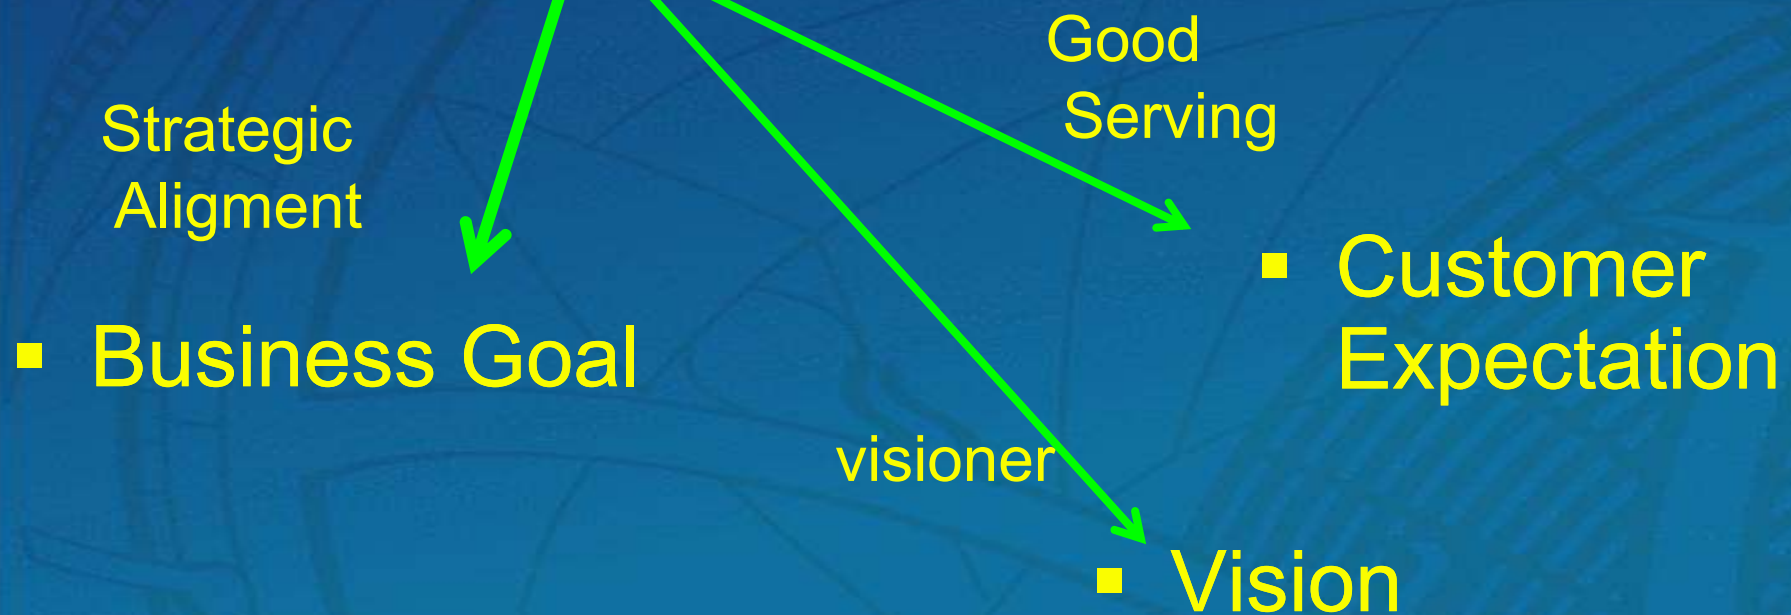 Good
Serving
Strategic
Aligment
▪ Customer
Expectation
▪ Business Goal
visioner
▪ Vision